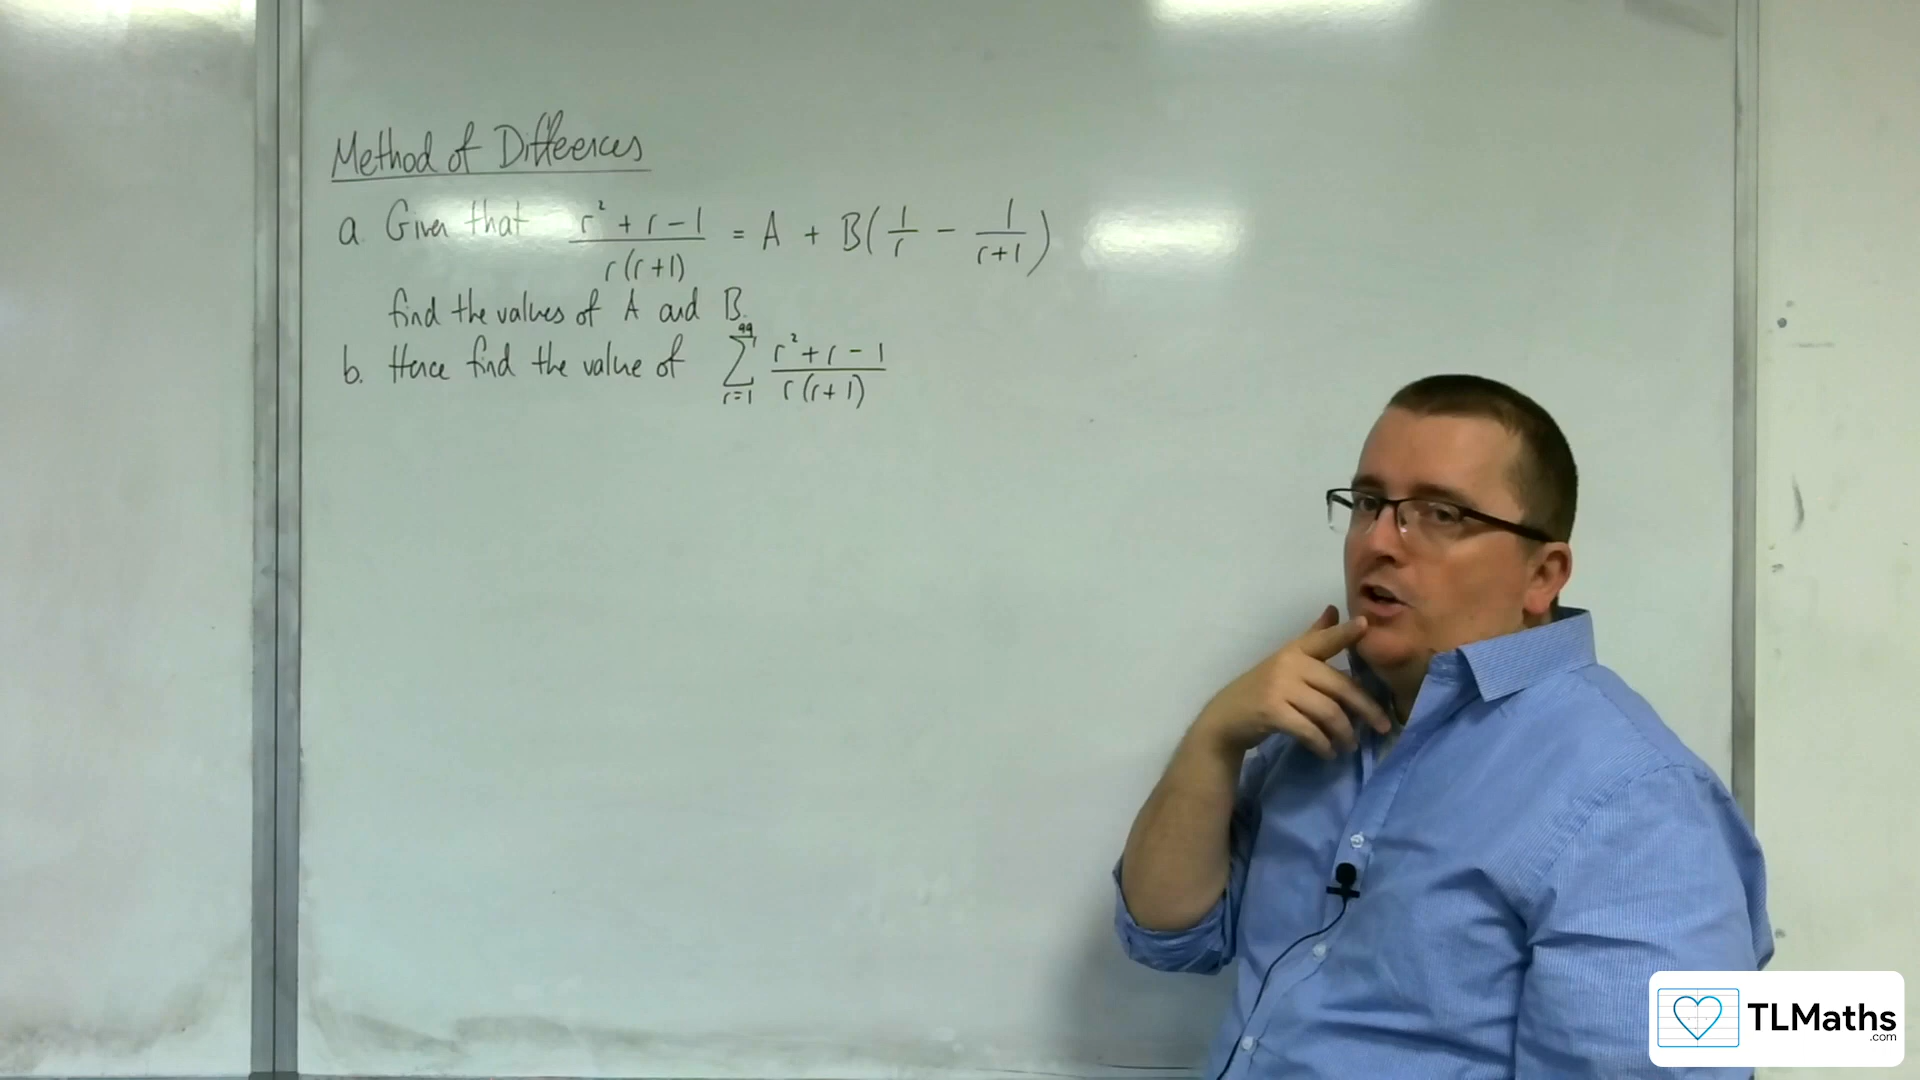 Method of Differences
a. Given that r² + r - 1 / r(r+1) = A + B(1/r - 1/(r+1))
find the values of A and B.
b. Hence find the value of 99 Σ r=1 r² + r - 1 / r(r+1)
TLMaths
.com